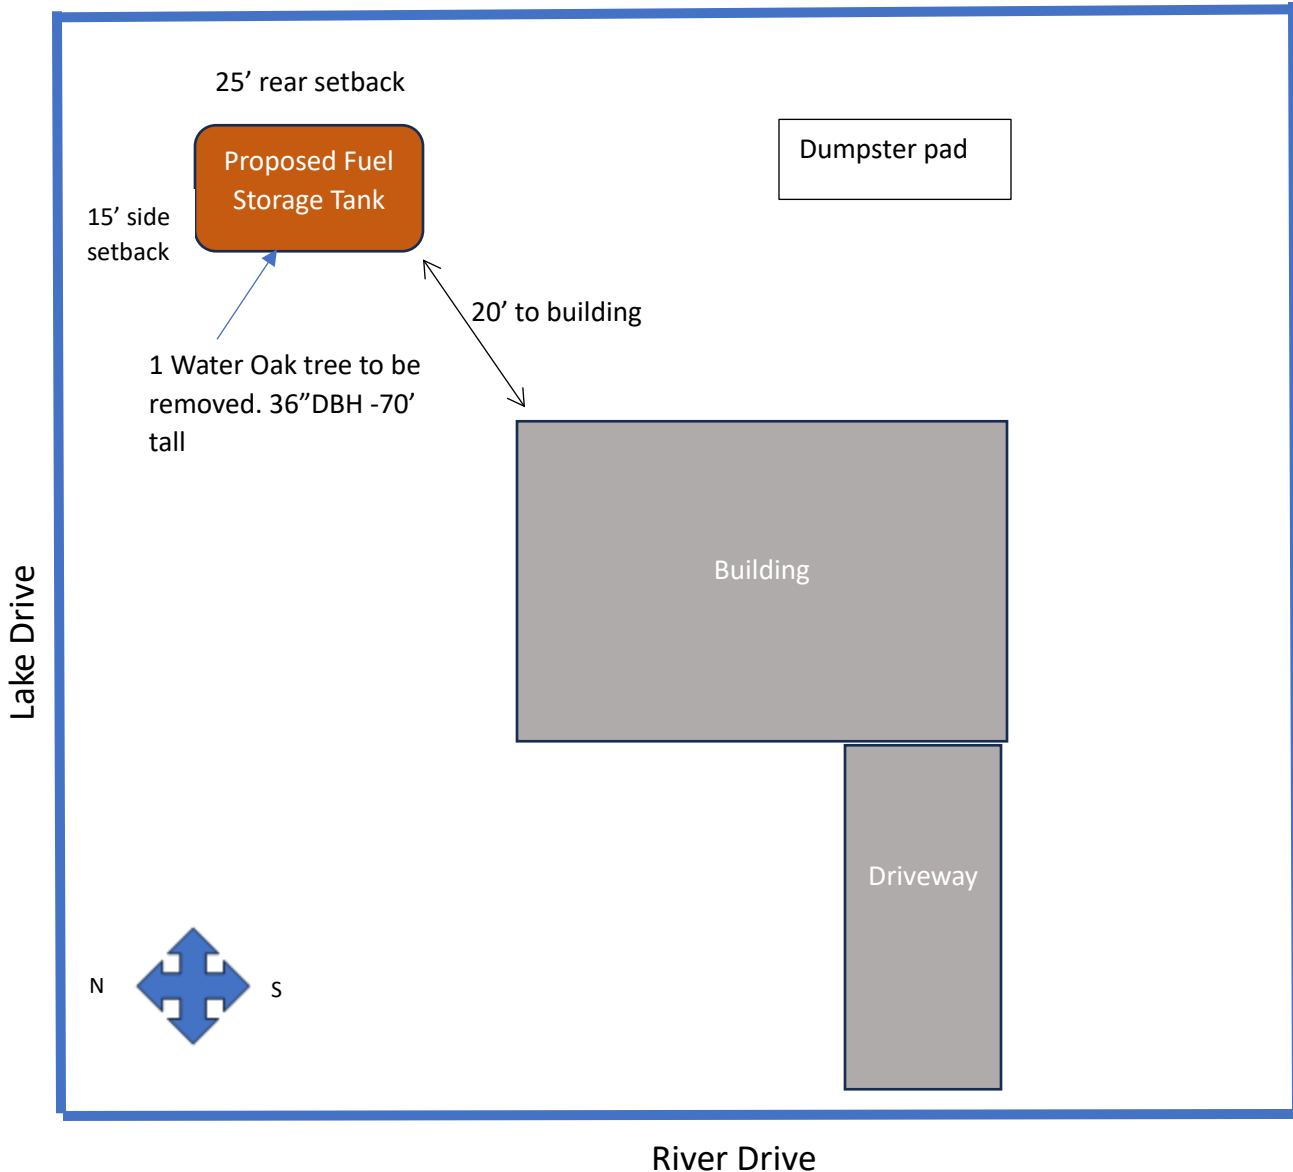 25’ rear setback
Proposed Fuel
Storage Tank
Dumpster pad
15’ side
setback
20’ to building
1 Water Oak tree to be
removed. 36”DBH -70’
tall
Building
Lake Drive
Driveway
N
S
River Drive